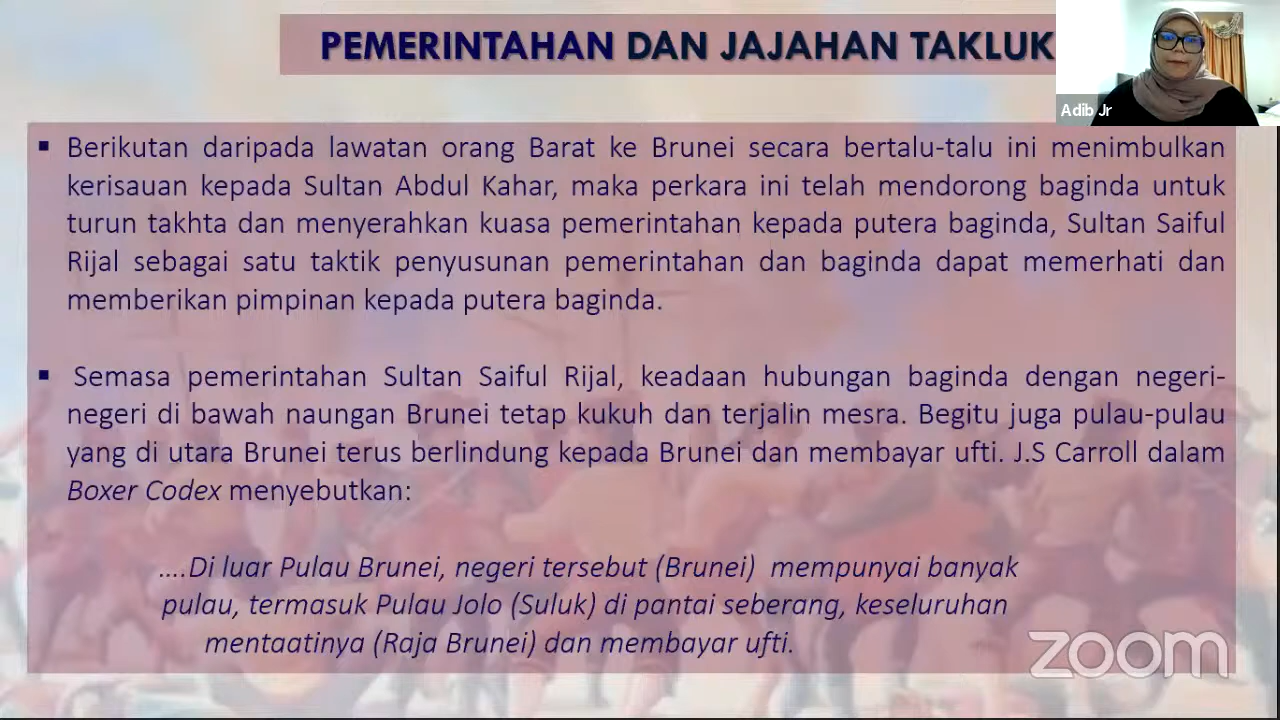 PEMERINTAHAN DAN JAJAHAN TAKLUK
Adib Jr
▪ Berikutan daripada lawatan orang Barat ke Brunei secara bertalu-talu ini menimbulkan
kerisauan kepada Sultan Abdul Kahar, maka perkara ini telah mendorong baginda untuk
turun takhta dan menyerahkan kuasa pemerintahan kepada putera baginda, Sultan Saiful
Rijal sebagai satu taktik penyusunan pemerintahan dan baginda dapat memerhati dan
memberikan pimpinan kepada putera baginda.
▪ Semasa pemerintahan Sultan Saiful Rijal, keadaan hubungan baginda dengan negeri-
negeri di bawah naungan Brunei tetap kukuh dan terjalin mesra. Begitu juga pulau-pulau
yang di utara Brunei terus berlindung kepada Brunei dan membayar ufti. J.S Carroll dalam
Boxer Codex menyebutkan:
....Di luar Pulau Brunei, negeri tersebut (Brunei) mempunyai banyak
pulau, termasuk Pulau Jolo (Suluk) di pantai seberang, keseluruhan
mentaatinya (Raja Brunei) dan membayar ufti.
zoom